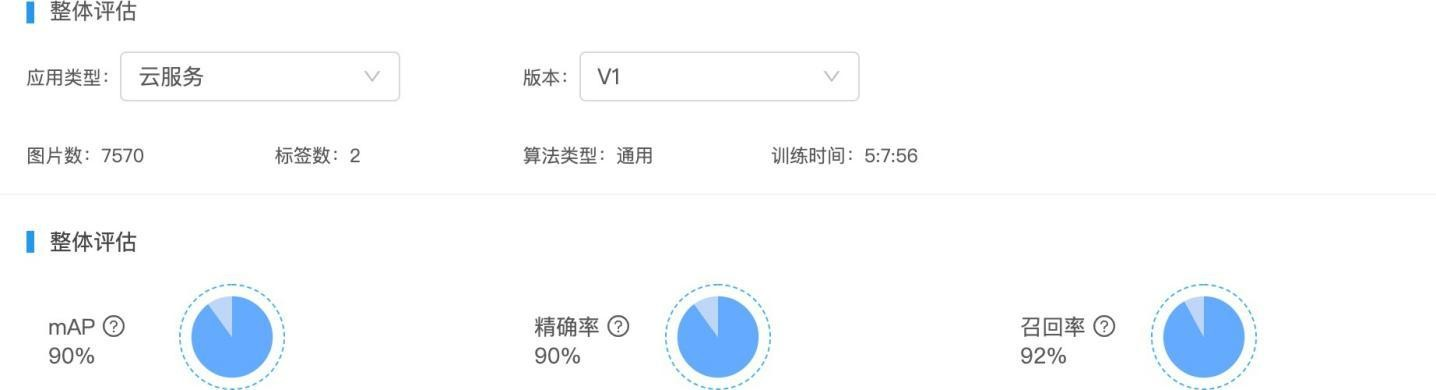 整体评估
应用类型： 云服务 版本： V1
图片数：7570 标签数：2 算法类型：通用 训练时间：5:7:56
整体评估
mAP ? 精确率 ? 召回率 ?
90% 90% 92%